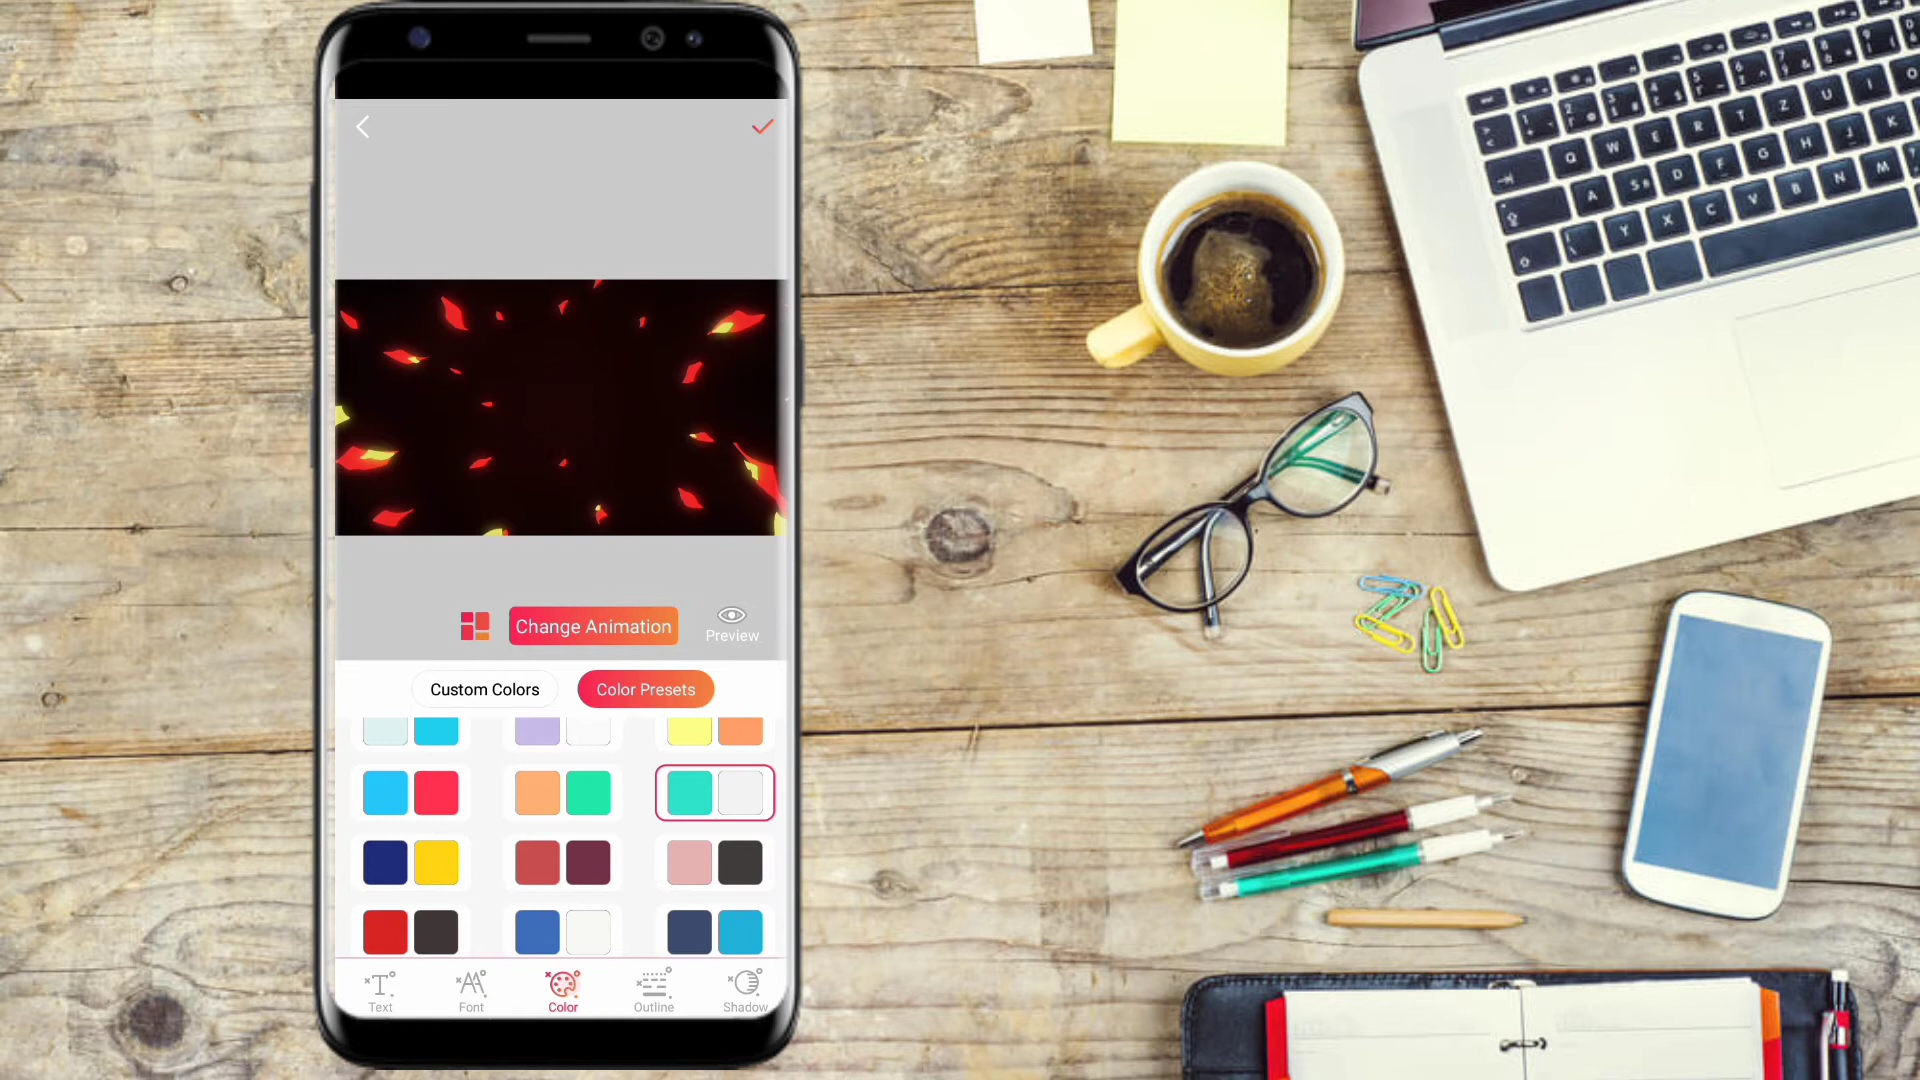 Change Animation
Preview
Custom Colors
Color Presets
Text
Font
Color
Outline
Shadow
Q W E R T Z U I O
A S D F G H J K L
Y X C V B N M